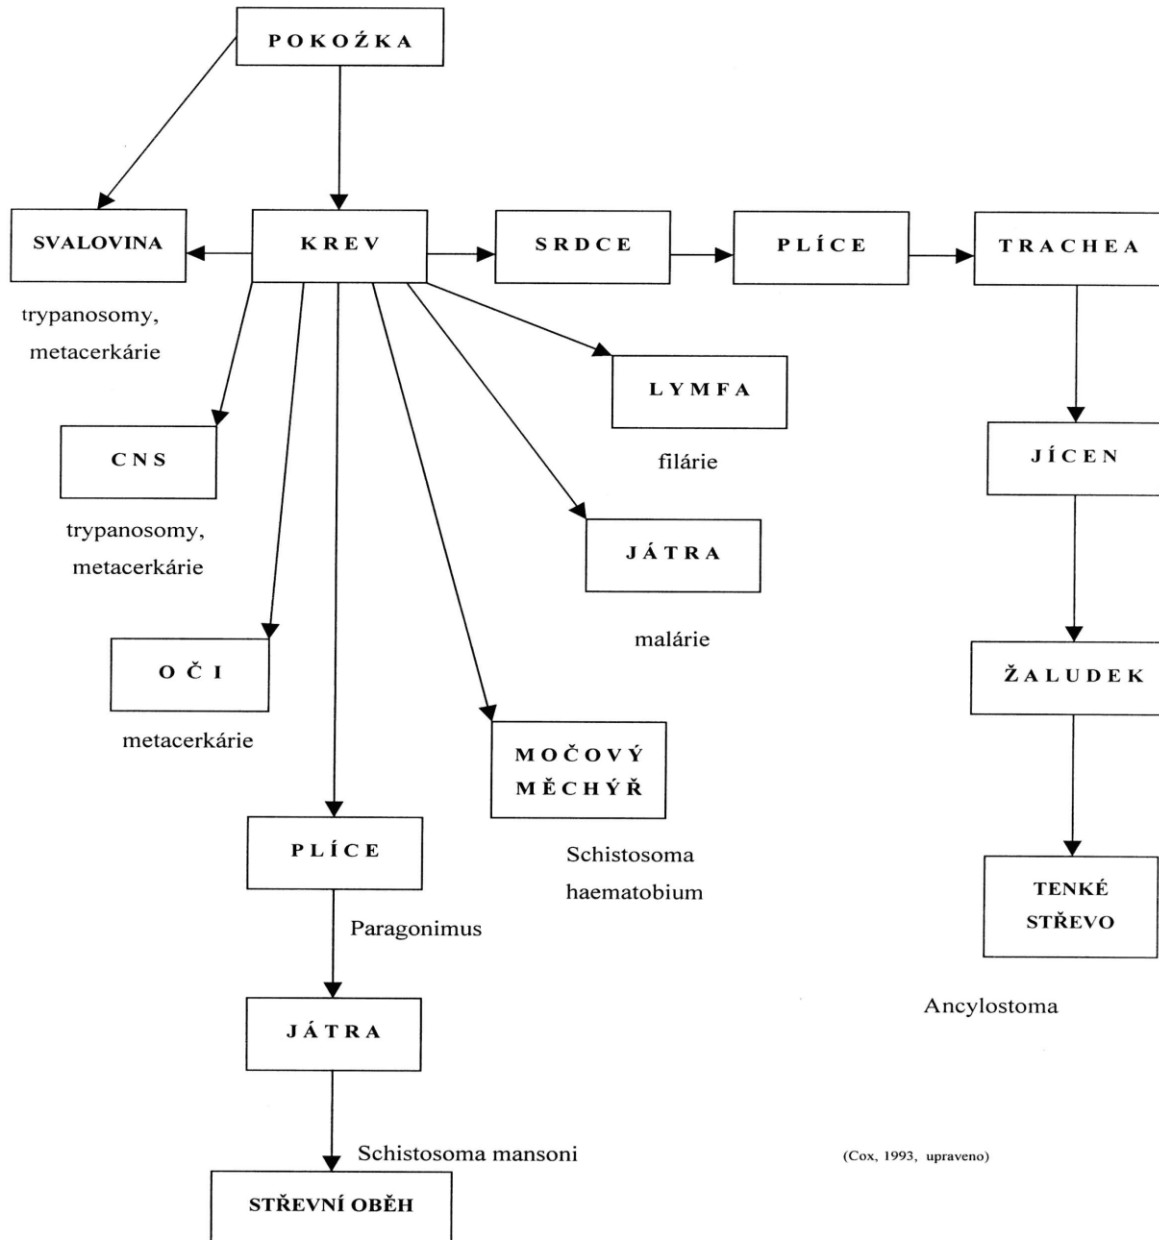 POKOŹKA
SVALOVINA
KREV
SRDCE
PLÍCE
TRACHEA
trypanosomy,
metacerkárie
LYMFA
filárie
CNS
trypanosomy,
metacerkárie
JÍCEN
JÁTRA
malárie
OČI
metacerkárie
ŽALUDEK
MOČOVÝ
MĚCHÝŘ
Schistosoma
haematobium
PLÍCE
Paragonimus
TENKÉ
STŘEVO
Ancylostoma
JÁTRA
Schistosoma mansoni
(Cox, 1993, upraveno)
STŘEVNÍ OBĚH